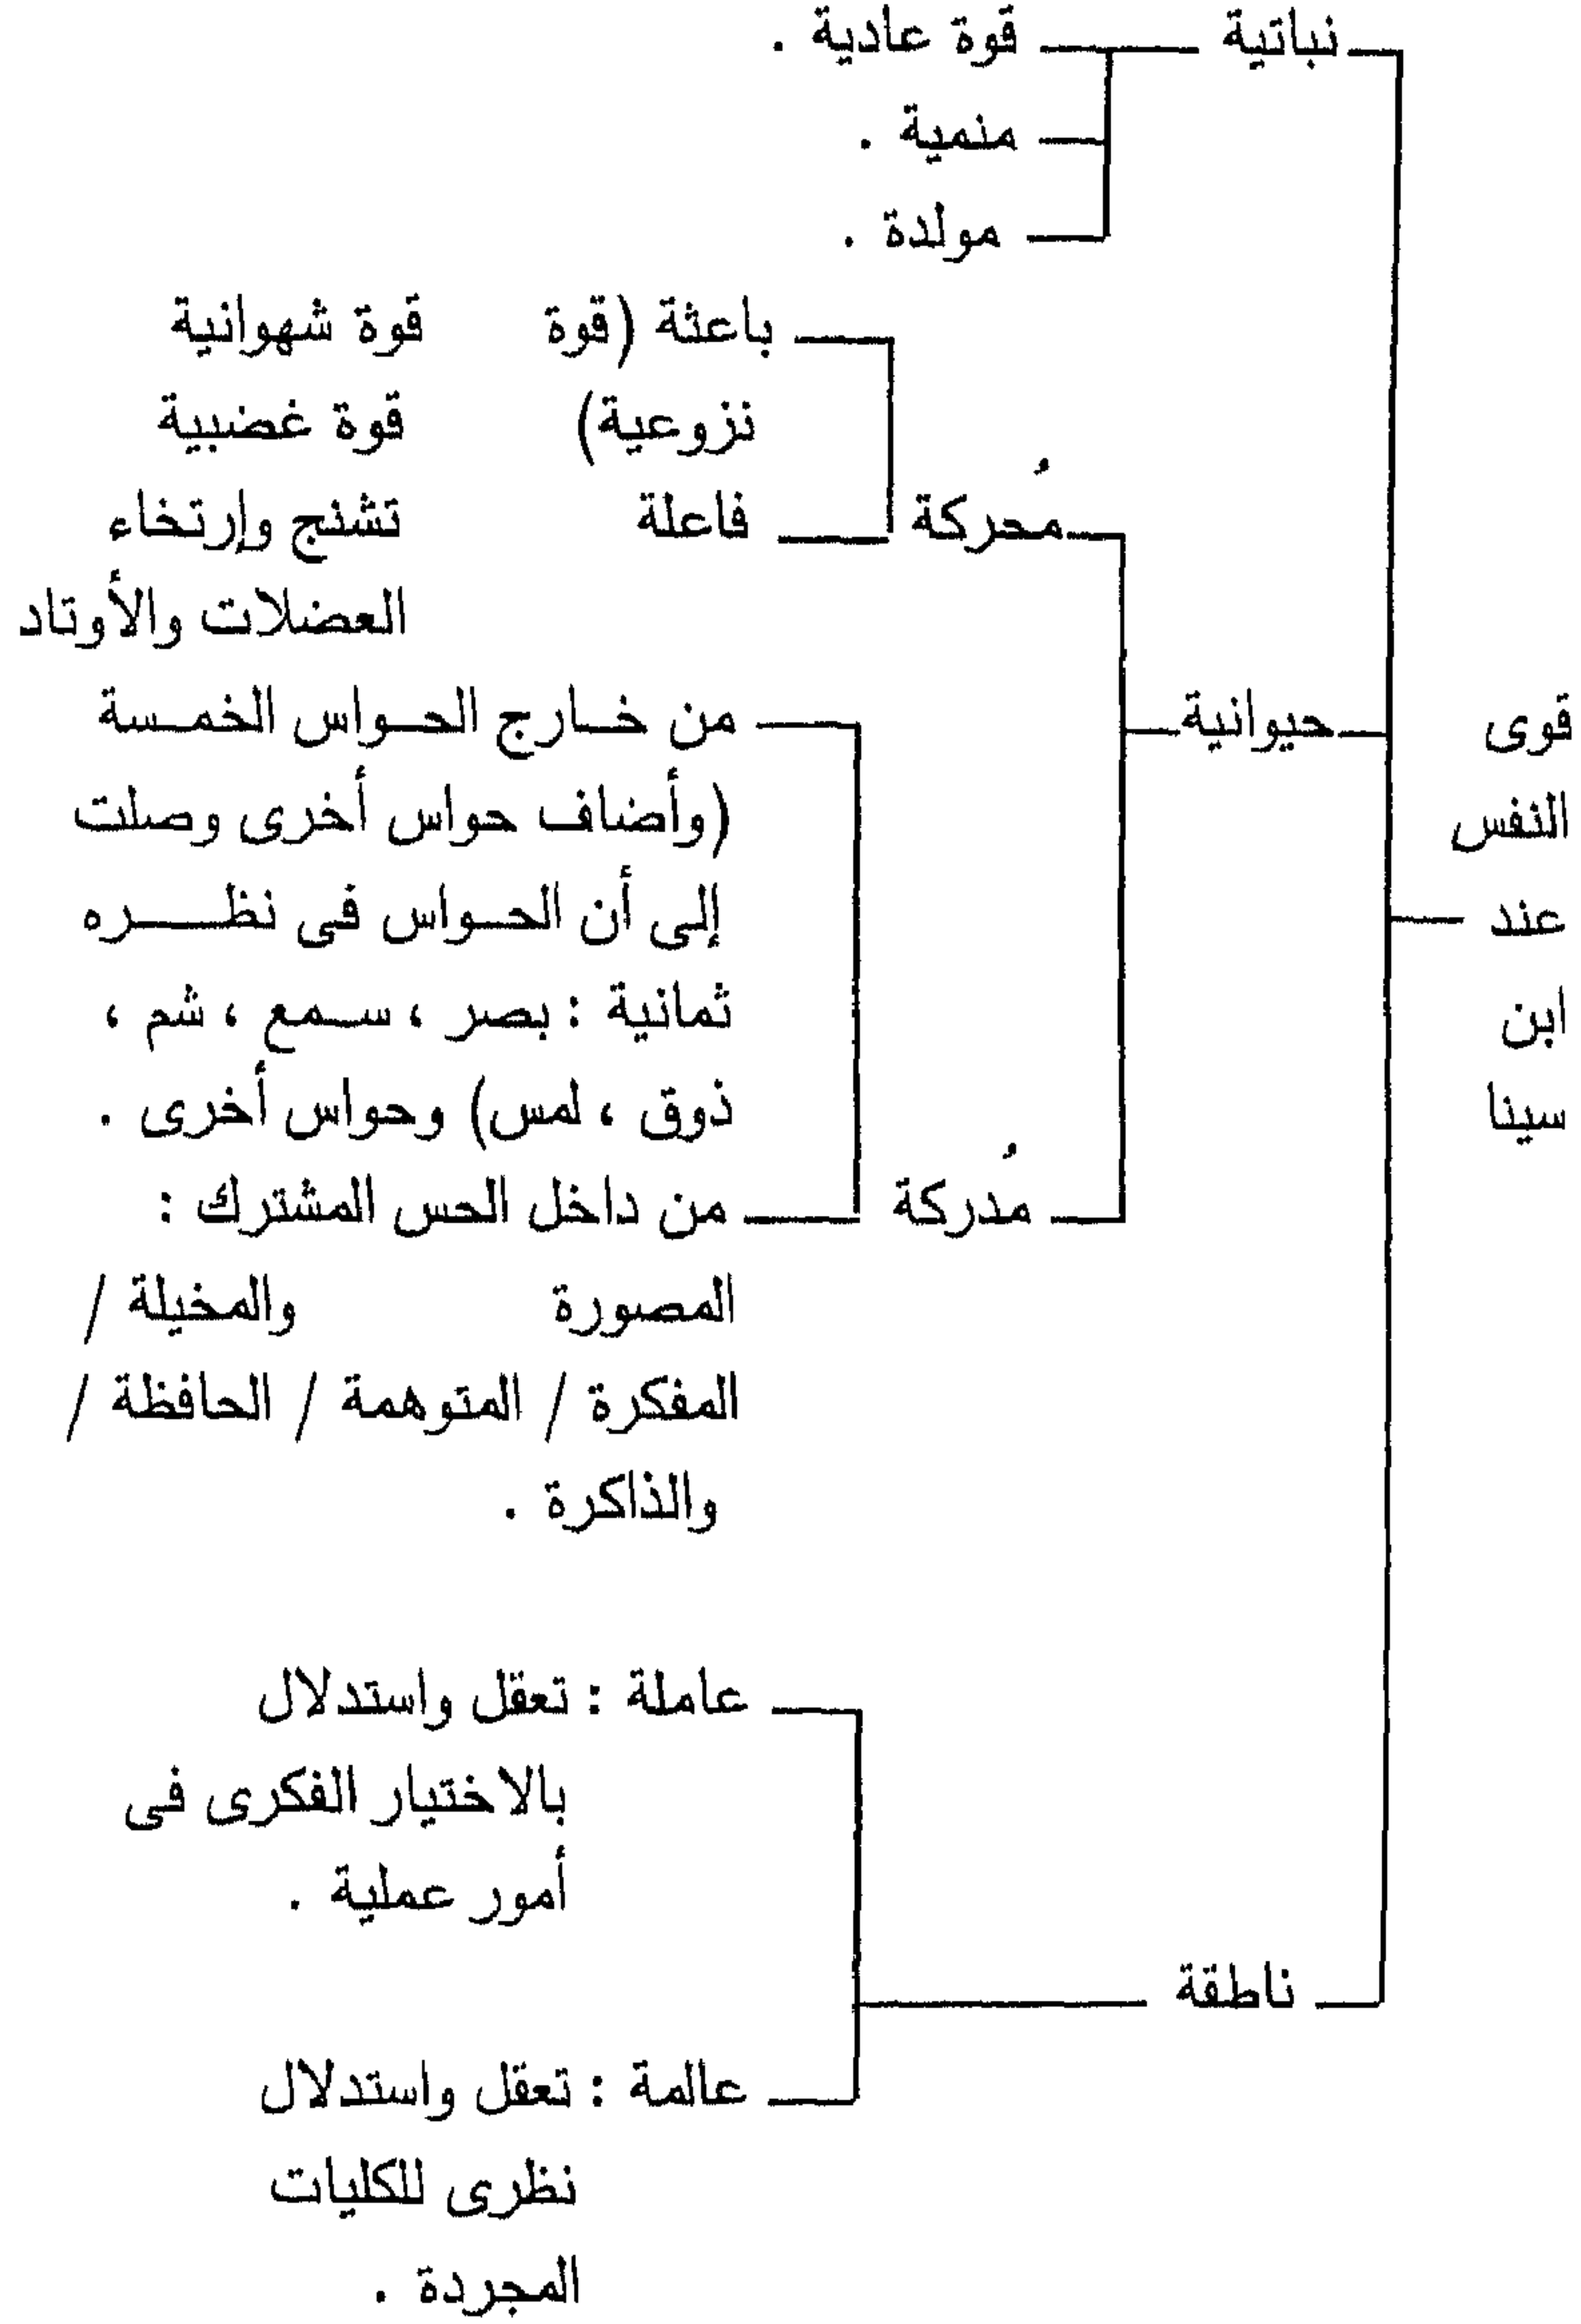 قوى
النفس
عند
ابن
سينا
نباتية
قوة عادية .
منمية .
مولدة .
حيوانية
مُحركة
باعثة (قوة
نزوعية)
قوة شهوانية
قوة غضبية
فاعلة
تشنج وإرتخاء
العضلات والأوتاد
مُدركة
من خارج الحواس الخمسة
(وأضاف حواس أخرى وصلت
إلى أن الحواس فى نظره
ثمانية : بصر ، سمع ، شم ،
ذوق ، لمس) وحواس أخرى .
من داخل الحس المشترك :
المصورة والمخيلة /
المفكرة / المتوهمة / الحافظة /
والذاكرة .
ناطقة
عاملة : تعقل واستدلال
بالاختيار الفكرى فى
أمور عملية .
عالمة : تعقل واستدلال
نظرى للكليات
المجردة .